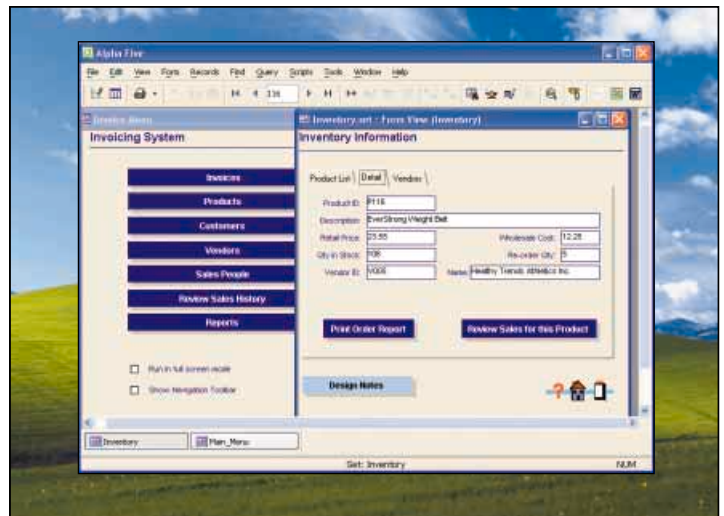 Alpha Five
File Edit View Form Records Find Query Scripts Tools Window Help
116
Inventory.set : Form View (Inventory)
Invoicing System
Inventory Information
Invoices
Products
Customers
Vendors
Sales People
Review Sales History
Reports
Run in full screen mode
Show Navigation Toolbar
Product List Detail Vendors
Product ID: P116
Description: EverStrong Weight Belt
Retail Price: 23.55 Wholesale Cost: 12.25
Qty in Stock: 106 Re-order Qty: 5
Vendor ID: V005 Name: Healthy Trends Athletics Inc.
Print Order Report Review Sales for this Product
Design Notes
?
Inventory Main_Menu
Set: Inventory NUM